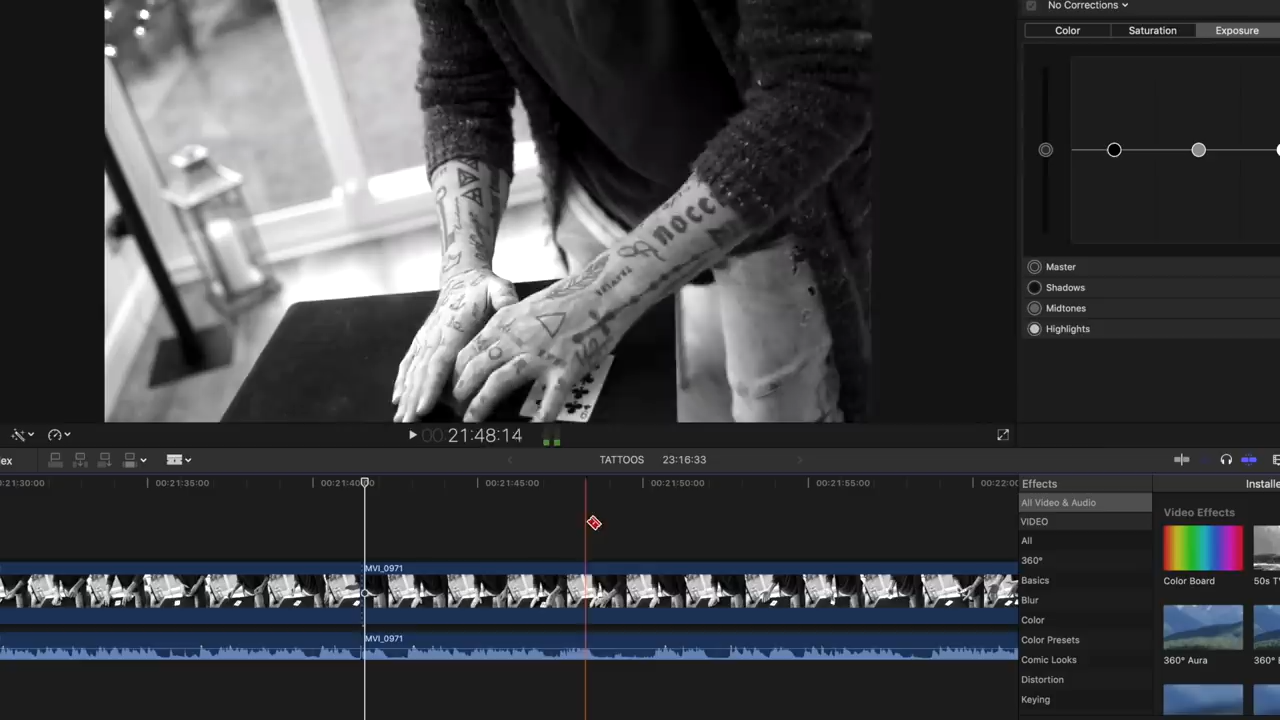 No Corrections
Color Saturation Exposure
Master
Shadows
Midtones
Highlights
00:21:48:14
TATTOOS 23:16:33
00:21:35:00
00:21:45:00 00:21:50:00 00:21:55:00
Effects
All Video & Audio
VIDEO
All
360°
Basics
Blur
Color
Color Presets
Comic Looks
Distortion
Keying
Video Effects
Color Board
50s T
360° Aura
MVI_0971
MVI_0971